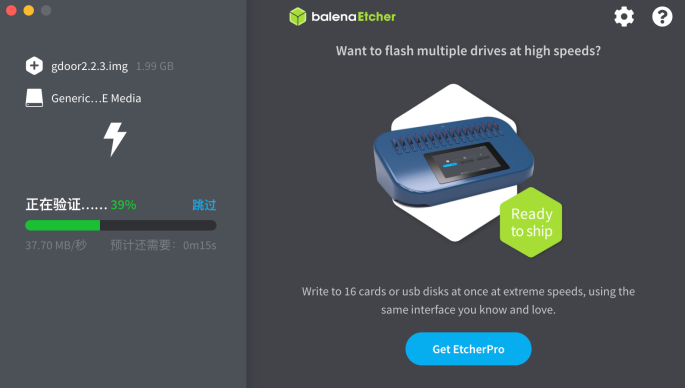 balenaEtcher
gdoor2.2.3.img 1.99 GB
Generic...E Media
正在验证...... 39% 跳过
37.70 MB/秒 预计还需要：0m15s
Want to flash multiple drives at high speeds?
Ready
to ship
Write to 16 cards or usb disks at once at extreme speeds, using the
same interface you know and love.
Get EtcherPro